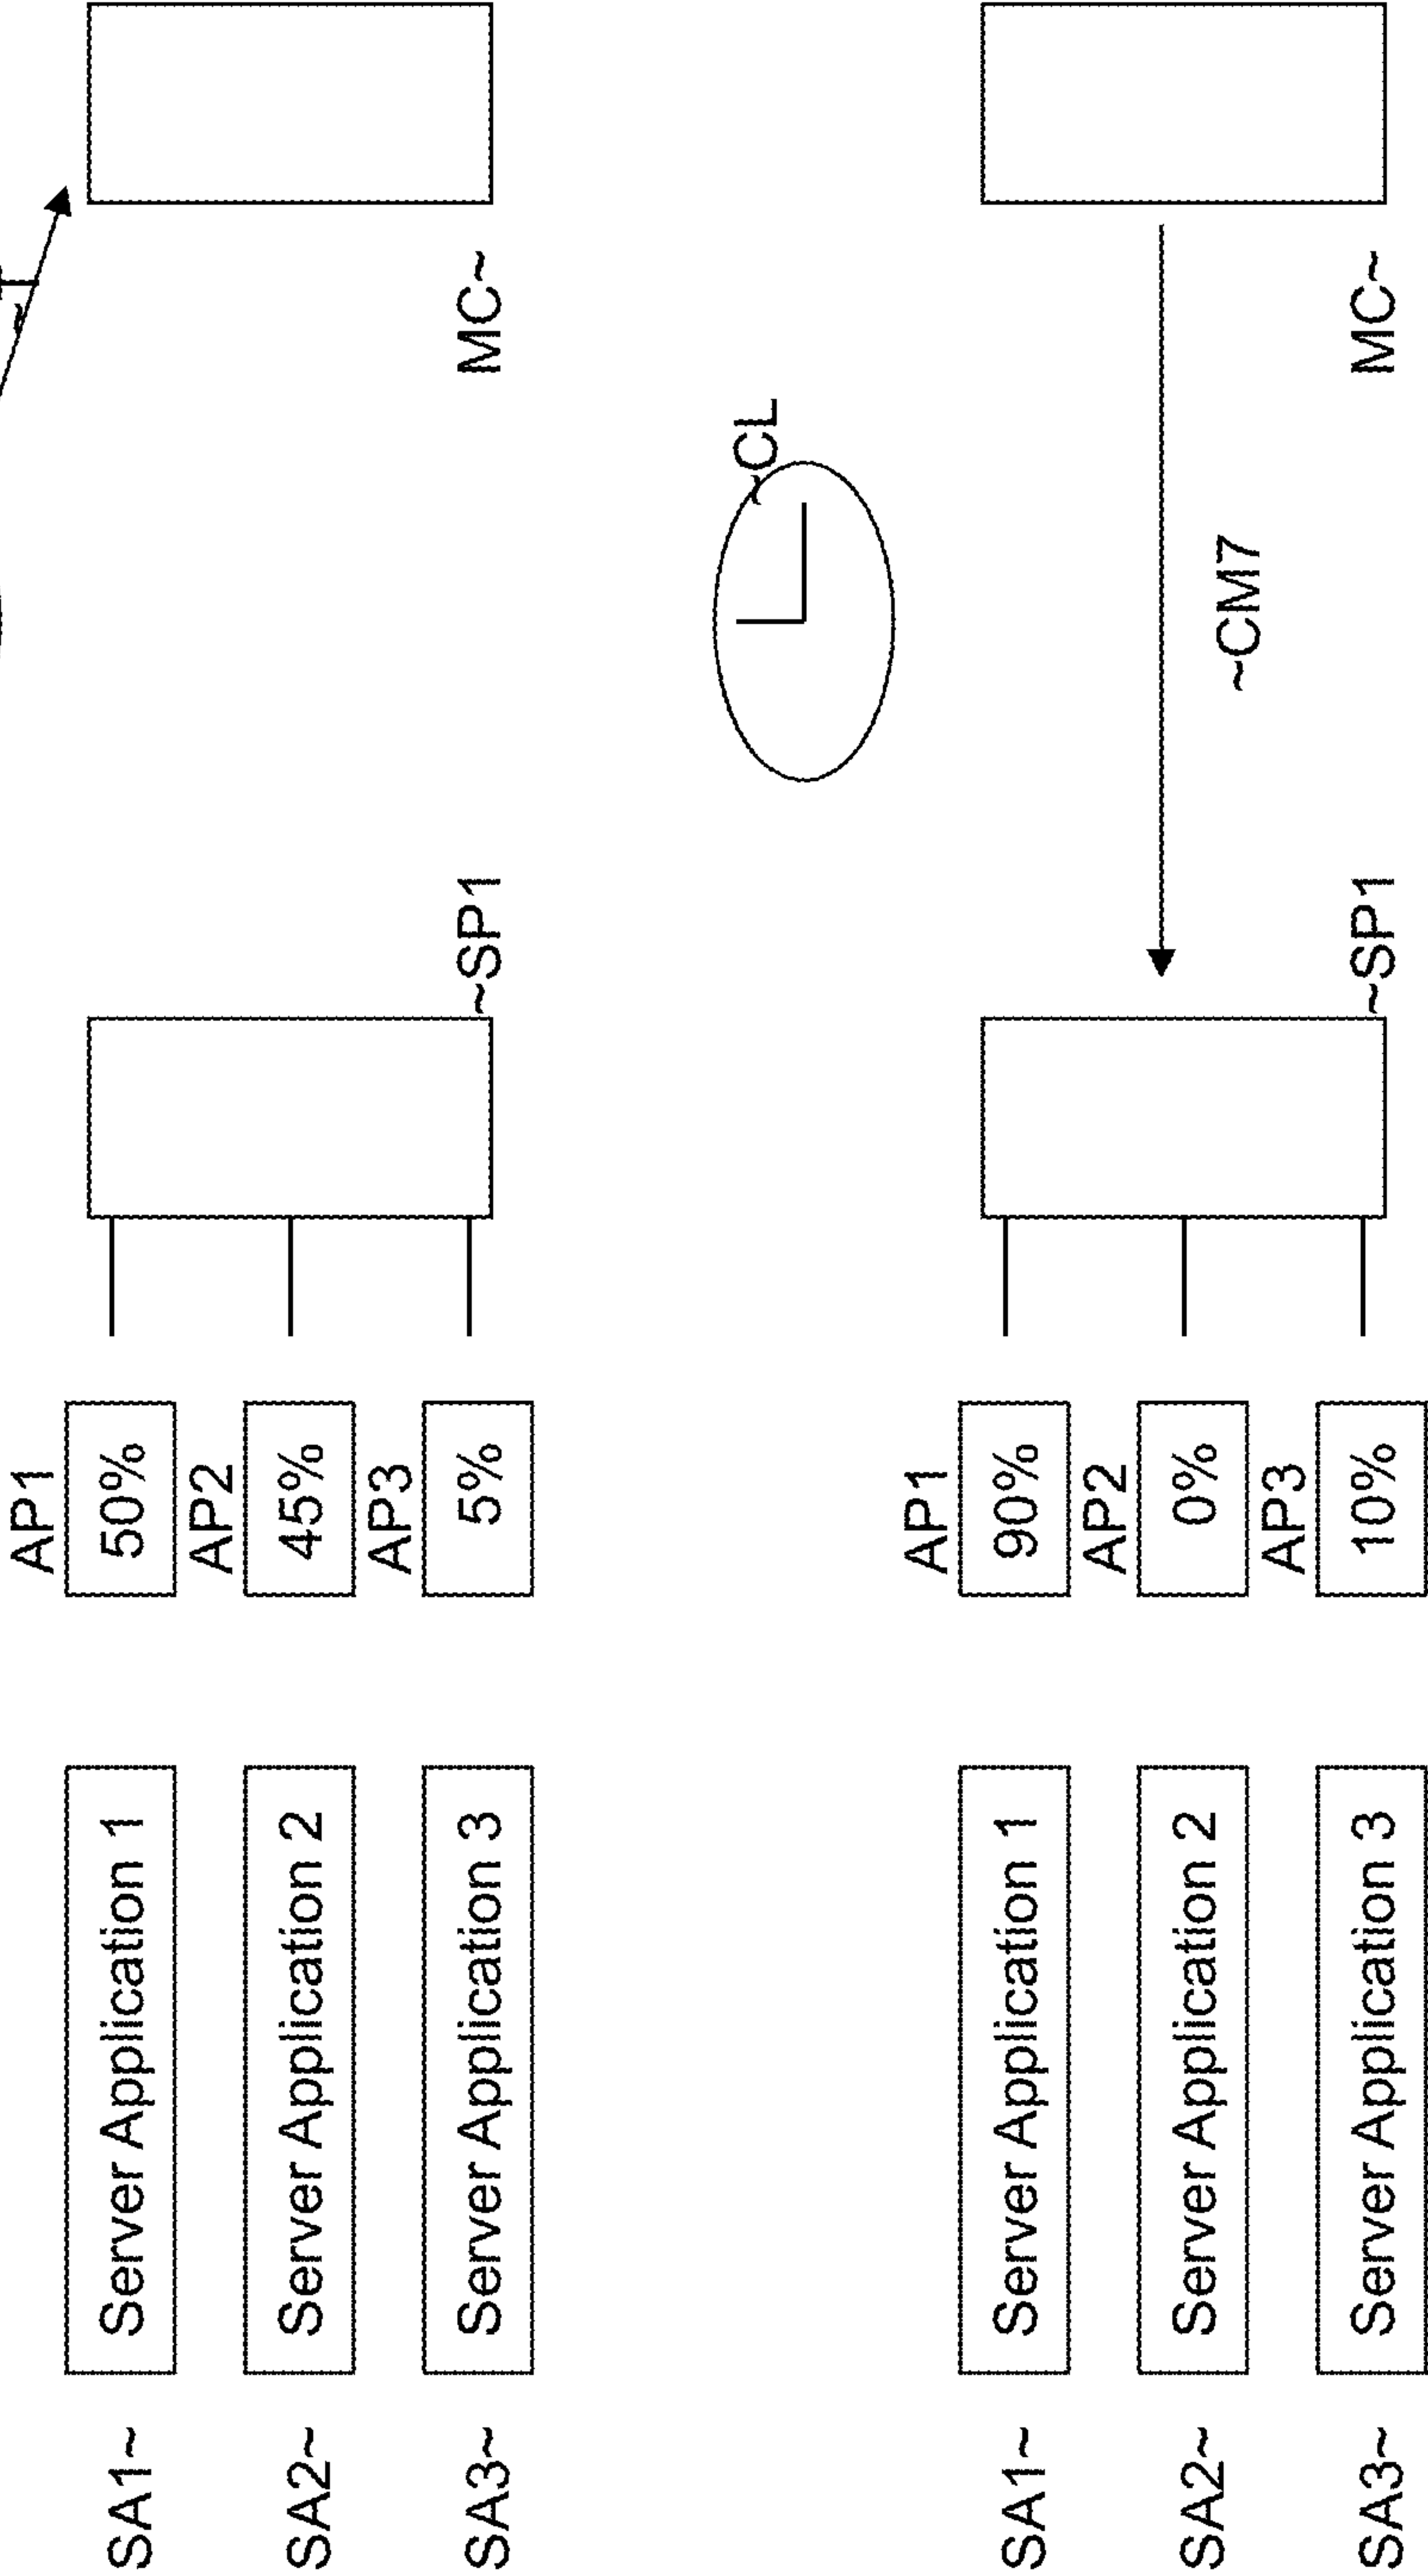 AP1
SA1~ Server Application 1 50%
AP2
SA2~ Server Application 2 45%
AP3
SA3~ Server Application 3 5% ~SP1 MC~
~CL
AP1
SA1~ Server Application 1 90%
AP2
SA2~ Server Application 2 0%
~CM7
AP3
SA3~ Server Application 3 10% ~SP1 MC~